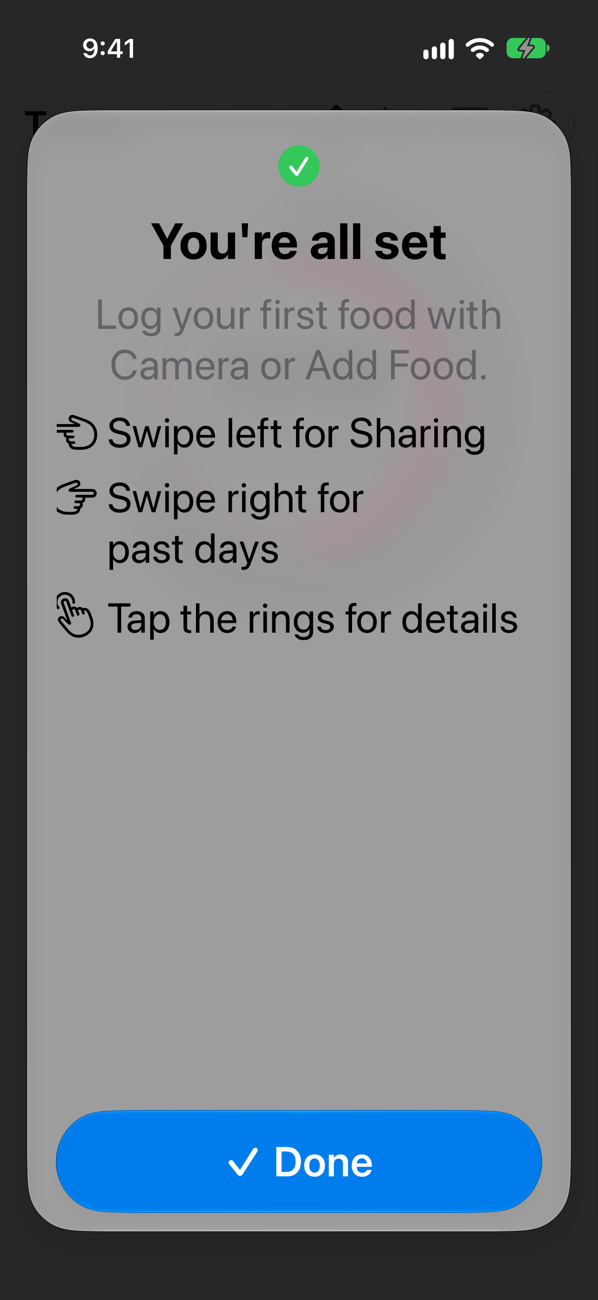 9:41
You're all set
Log your first food with
Camera or Add Food.
Swipe left for Sharing
Swipe right for
past days
Tap the rings for details
Done